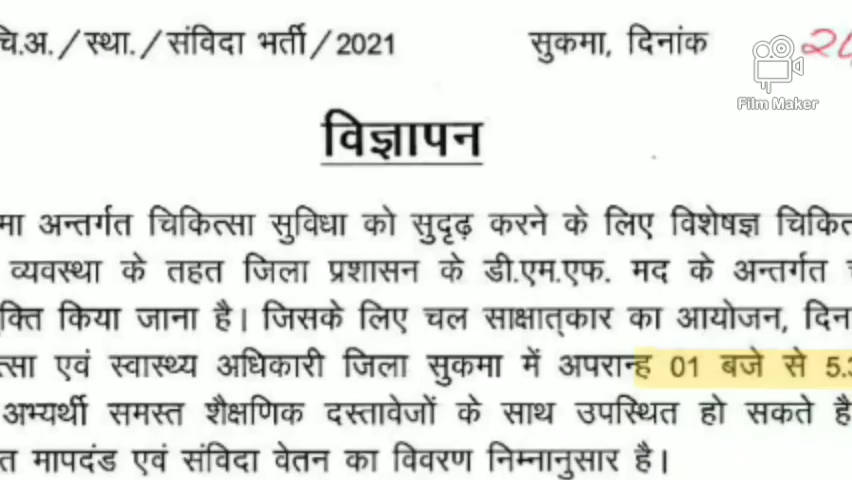 चि.अ./स्था./संविदा भर्ती/2021 सुकमा, दिनांक
Film Maker
विज्ञापन
अन्तर्गत चिकित्सा सुविधा को सुदृढ़ करने के लिए विशेषज्ञ
व्यवस्था के तहत जिला प्रशासन के डी.एम.एफ. मद के अन्तर्गत
किया जाना है। जिसके लिए चल साक्षात्कार का आयोजन,
एवं स्वास्थ्य अधिकारी जिला सुकमा में अपरान्ह 01 बजे से
अभ्यर्थी समस्त शैक्षणिक दस्तावेजों के साथ उपस्थित हो सकते
मापदंड एवं संविदा वेतन का विवरण निम्नानुसार है।